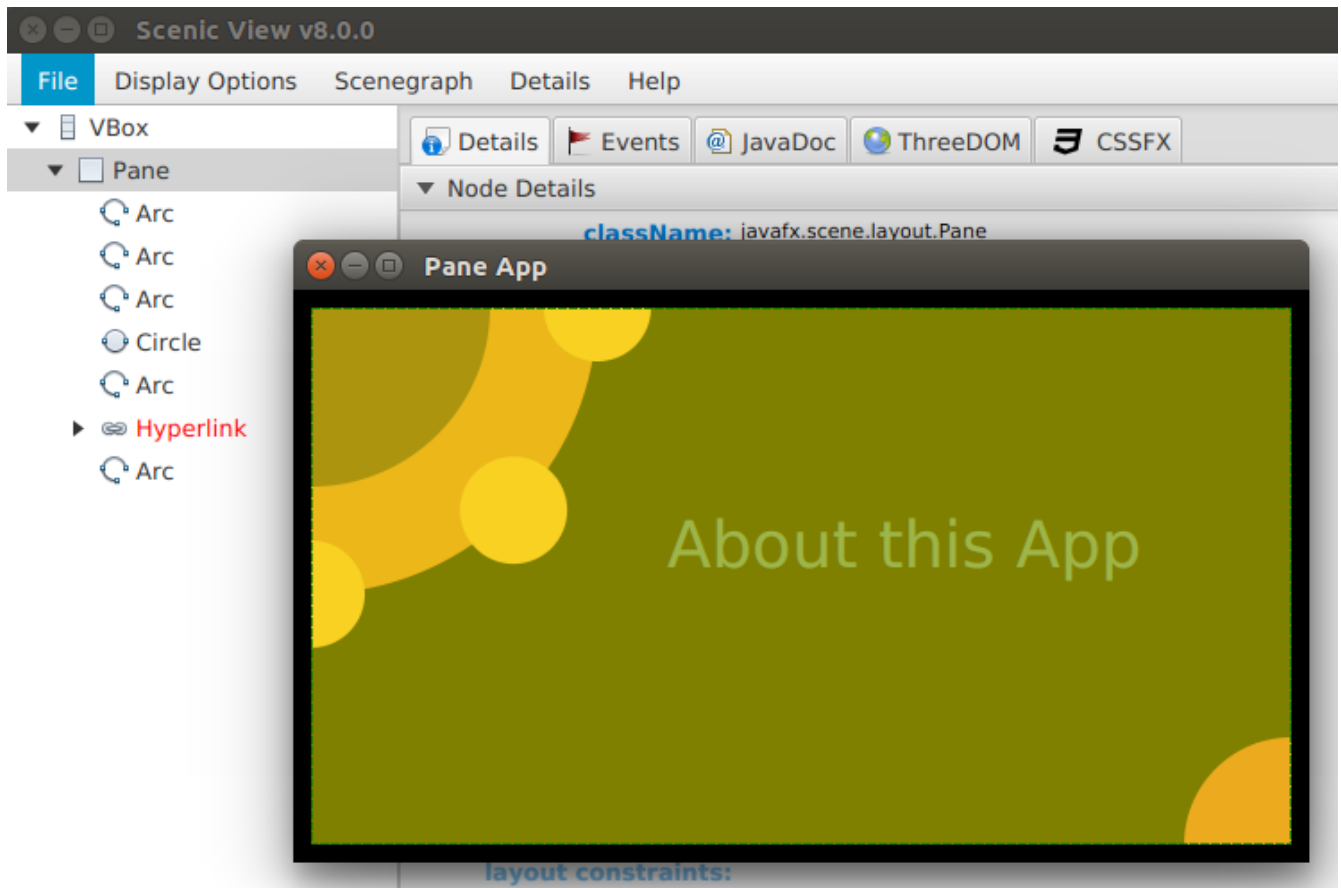 Scenic View v8.0.0
File Display Options Scenegraph Details Help
VBox
Pane
Arc
Arc
Arc
Circle
Arc
Hyperlink
Arc
Details Events JavaDoc ThreeDOM CSSFX
Node Details
className: javafx.scene.layout.Pane
Pane App
About this App
layout constraints: